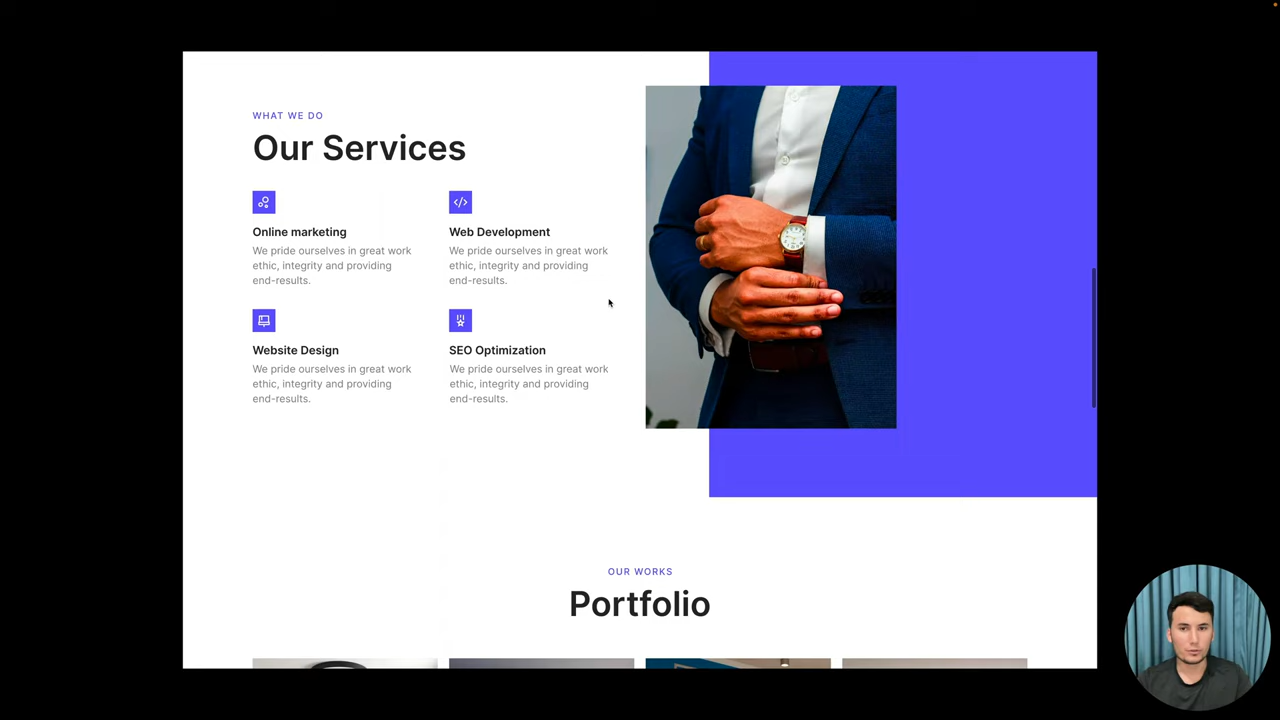 WHAT WE DO
Our Services
Online marketing
We pride ourselves in great work
ethic, integrity and providing
end-results.
Web Development
We pride ourselves in great work
ethic, integrity and providing
end-results.
Website Design
We pride ourselves in great work
ethic, integrity and providing
end-results.
SEO Optimization
We pride ourselves in great work
ethic, integrity and providing
end-results.
OUR WORKS
Portfolio